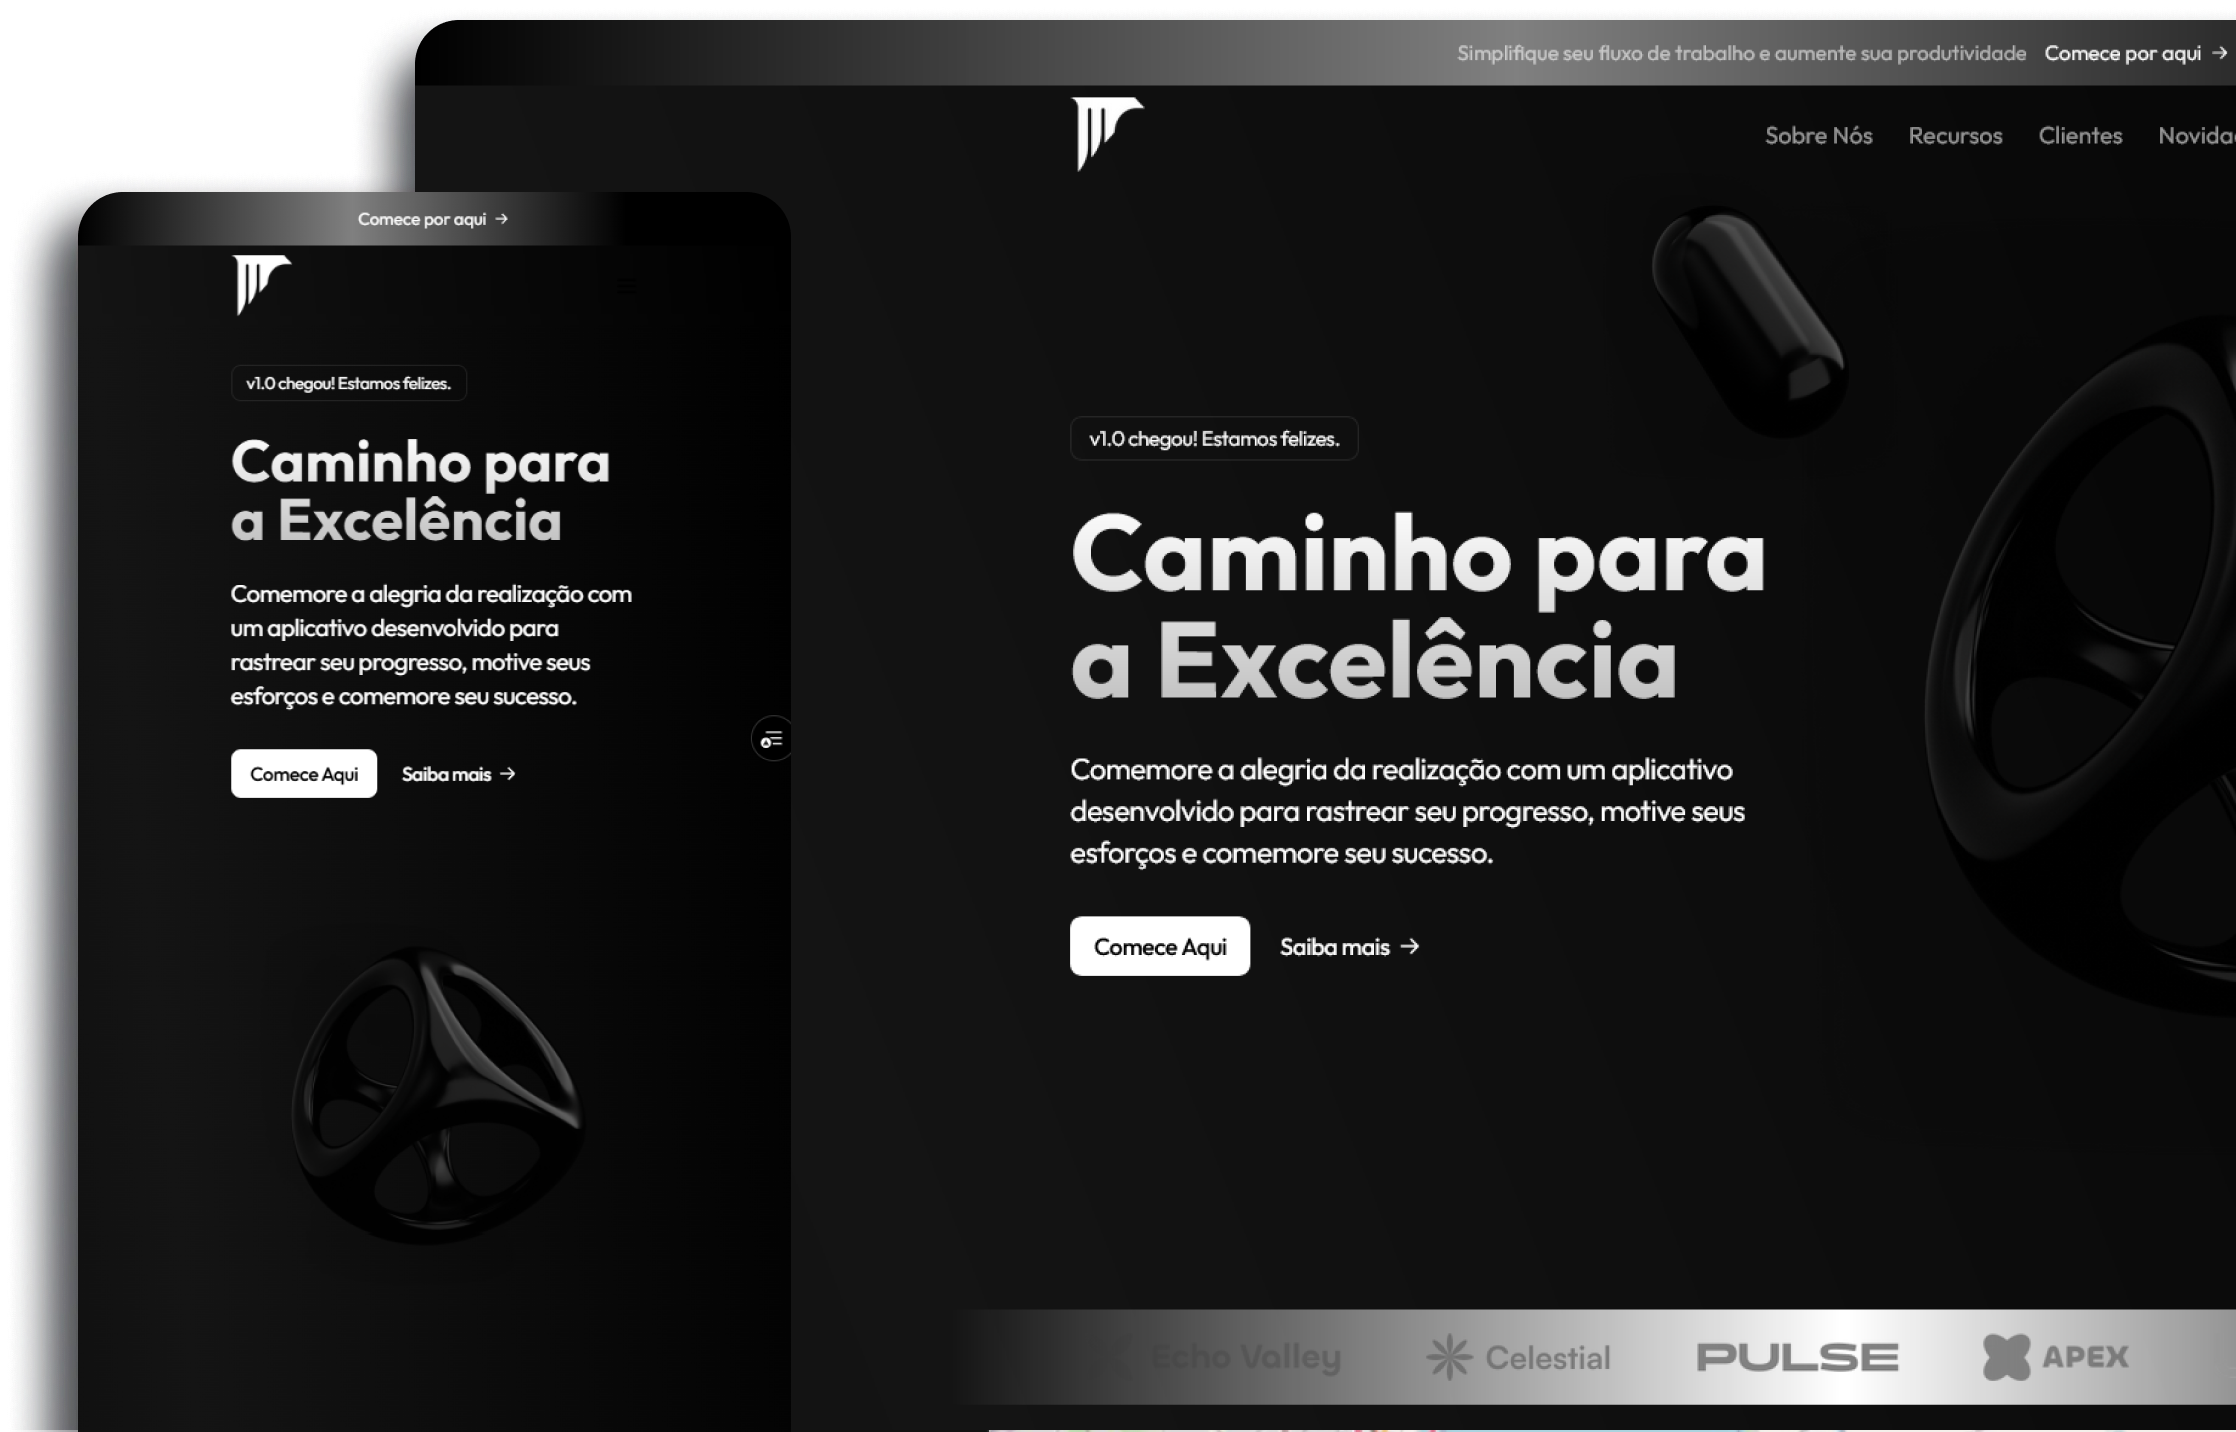 Simplifique seu fluxo de trabalho e aumente sua produtividade Comece por aqui →
Sobre Nós Recursos Clientes
v1.0 chegou! Estamos felizes.
Caminho para
a Excelência
Comemore a alegria da realização com um aplicativo
desenvolvido para rastrear seu progresso, motive seus
esforços e comemore seu sucesso.
Comece Aqui Saiba mais →
Echo Valley Celestial PULSE APEX
Comece por aqui →
v1.0 chegou! Estamos felizes.
Caminho para
a Excelência
Comemore a alegria da realização com
um aplicativo desenvolvido para
rastrear seu progresso, motive seus
esforços e comemore seu sucesso.
Comece Aqui Saiba mais →